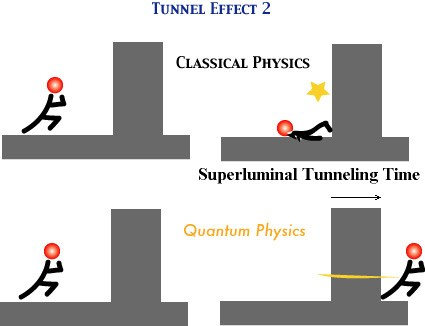 TUNNEL EFFECT 2
CLASSICAL PHYSICS
Superluminal Tunneling Time
Quantum Physics